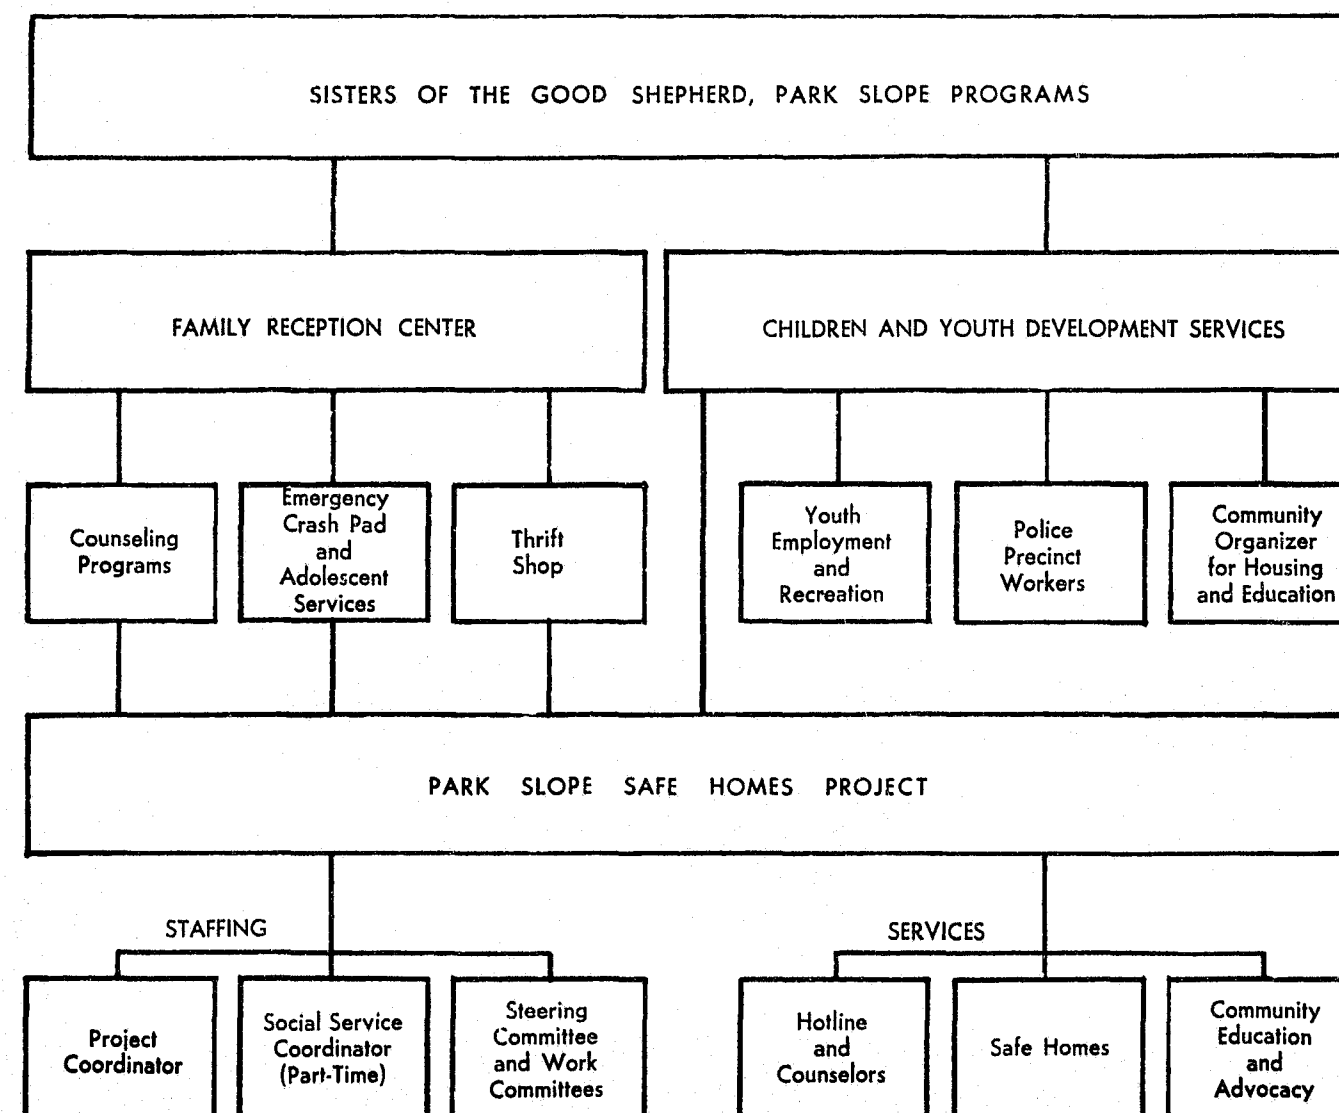 SISTERS OF THE GOOD SHEPHERD, PARK SLOPE PROGRAMS
FAMILY RECEPTION CENTER
CHILDREN AND YOUTH DEVELOPMENT SERVICES
Counseling
Programs
Emergency
Crash Pad
and
Adolescent
Services
Thrift
Shop
Youth
Employment
and
Recreation
Police
Precinct
Workers
Community
Organizer
for Housing
and Education
PARK SLOPE SAFE HOMES PROJECT
STAFFING
SERVICES
Project
Coordinator
Social Service
Coordinator
(Part-Time)
Steering
Committee
and Work
Committees
Hotline
and
Counselors
Safe Homes
Community
Education
and
Advocacy